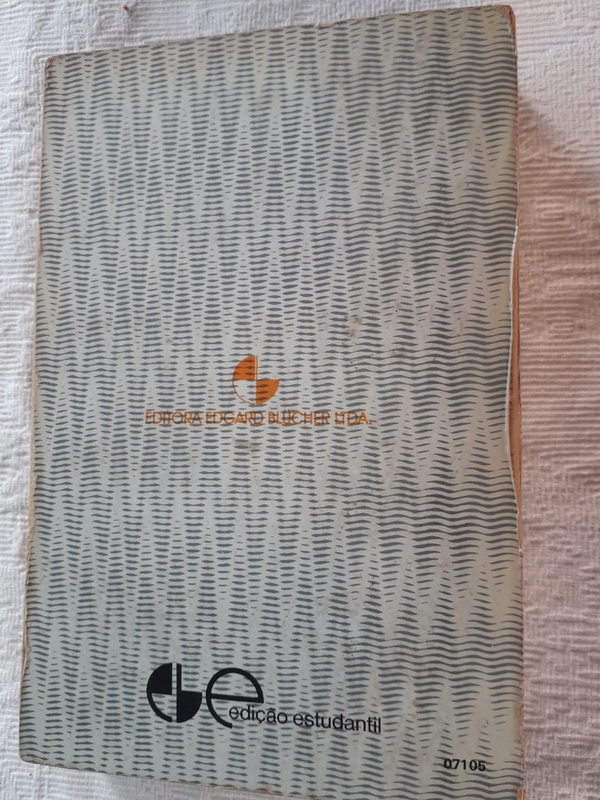 EDITORA EDGARD BLÜCHER LTDA.
e
edição estudantil
07105